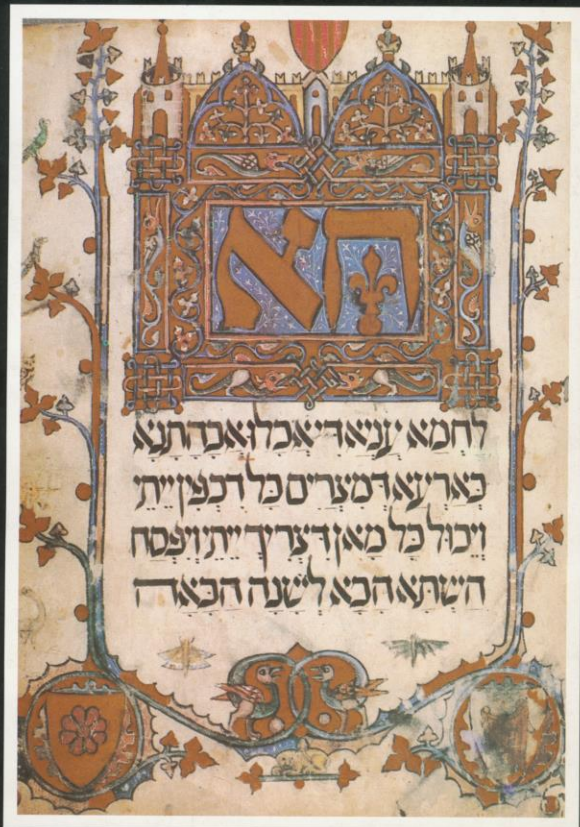 הא
לחמא עניא די אכלו אבהתנא
בארעא דמצרים כל דכפין ייתי
ויכול כל מאן דצריך ייתי ויפסח
השתא הכא לשנה הבאה